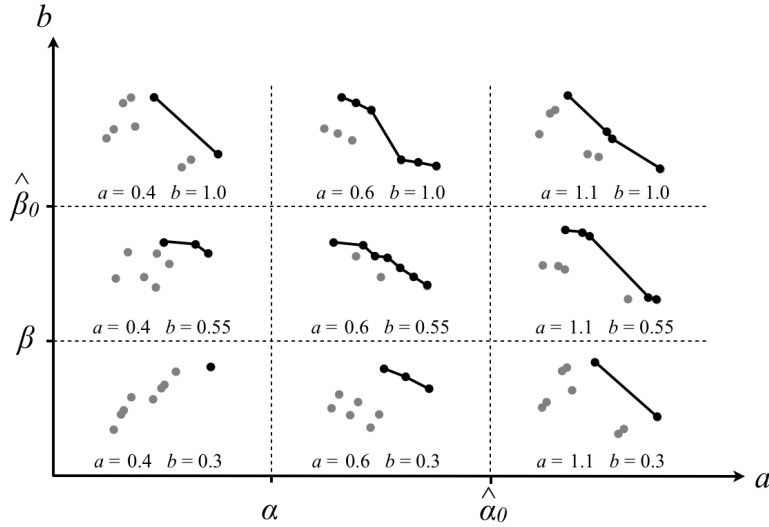 b
a = 0.4 b = 1.0 a = 0.6 b = 1.0 a = 1.1 b = 1.0
β̂₀
a = 0.4 b = 0.55 a = 0.6 b = 0.55 a = 1.1 b = 0.55
β
a = 0.4 b = 0.3 a = 0.6 b = 0.3 a = 1.1 b = 0.3
a
α α̂₀